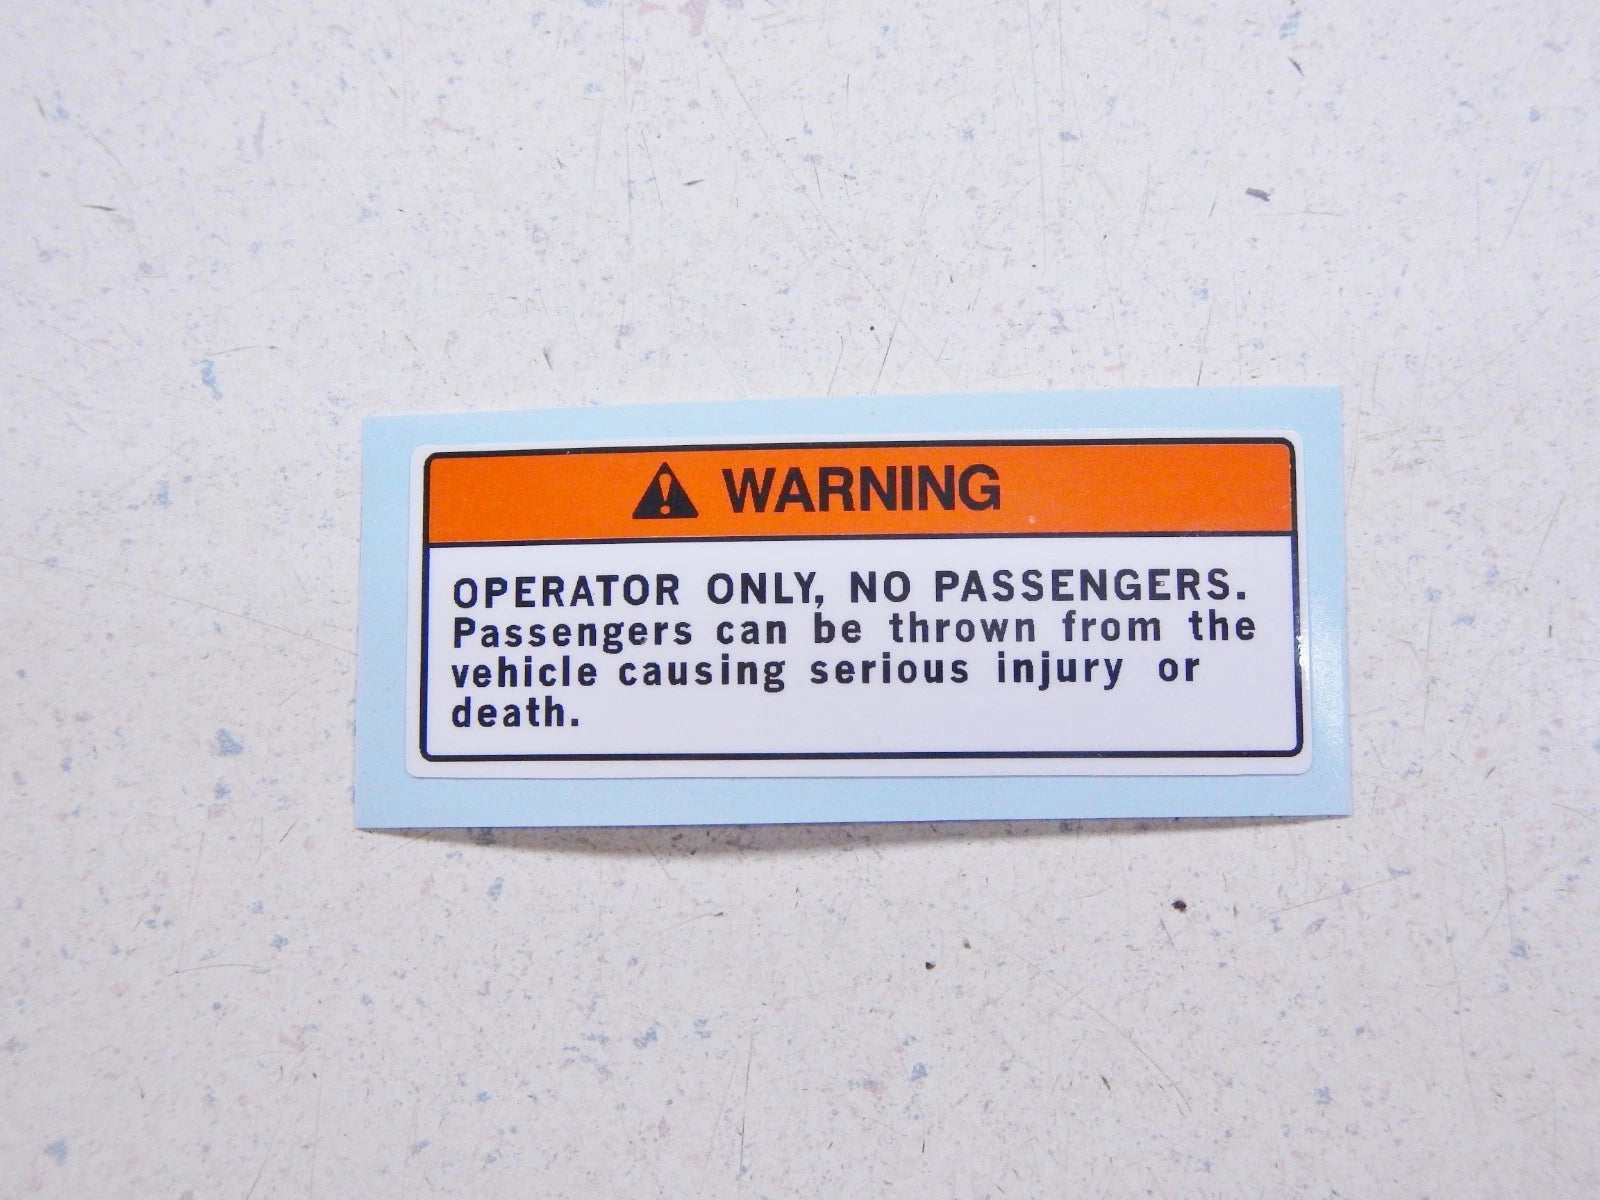 WARNING
OPERATOR ONLY, NO PASSENGERS.
Passengers can be thrown from the
vehicle causing serious injury or
death.